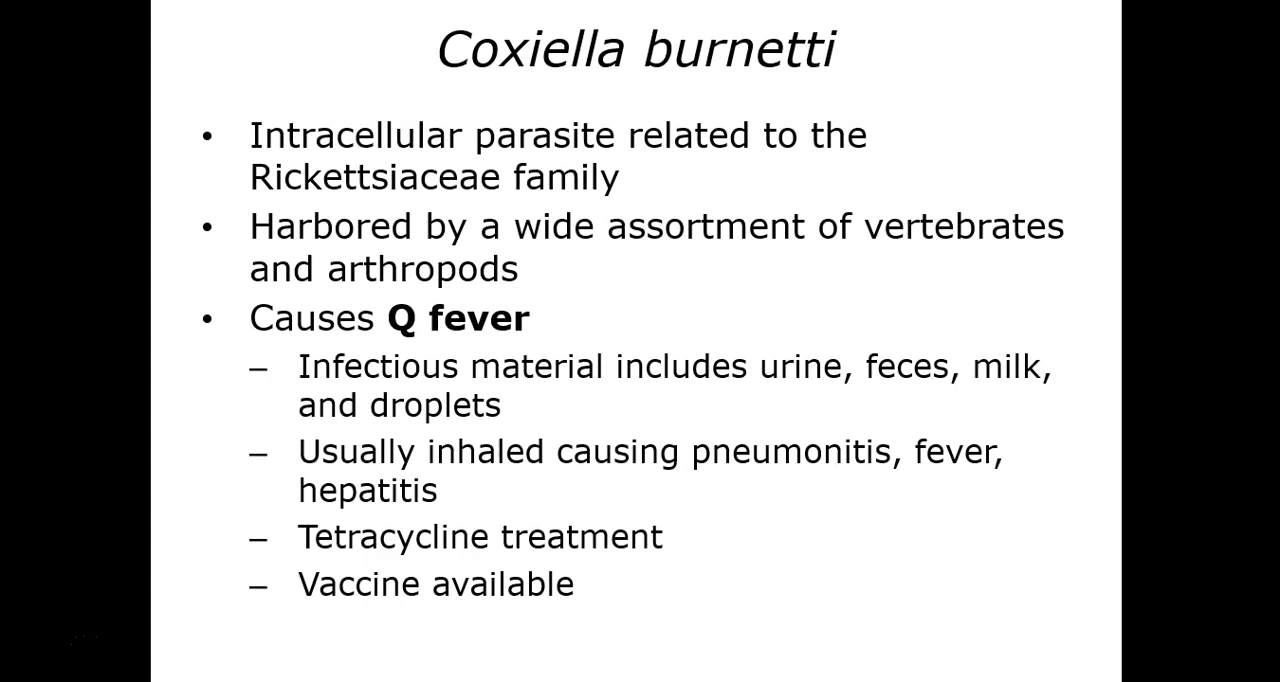 Coxiella burnetti
• Intracellular parasite related to the
Rickettsiaceae family
• Harbored by a wide assortment of vertebrates
and arthropods
• Causes Q fever
– Infectious material includes urine, feces, milk,
and droplets
– Usually inhaled causing pneumonitis, fever,
hepatitis
– Tetracycline treatment
– Vaccine available